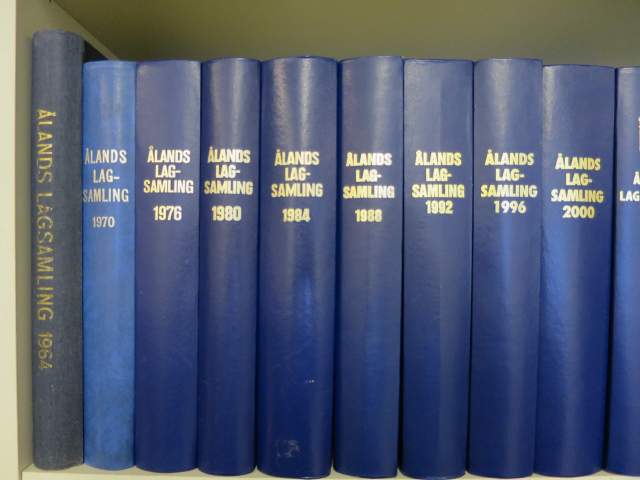 ÅLANDS LAGSAMLING 1964
ÅLANDS
LAG-
SAMLING
1970
ÅLANDS
LAG-
SAMLING
1976
ÅLANDS
LAG-
SAMLING
1980
ÅLANDS
LAG-
SAMLING
1984
ÅLANDS
LAG-
SAMLING
1988
ÅLANDS
LAG-
SAMLING
1992
ÅLANDS
LAG-
SAMLING
1996
ÅLANDS
LAG-
SAMLING
2000